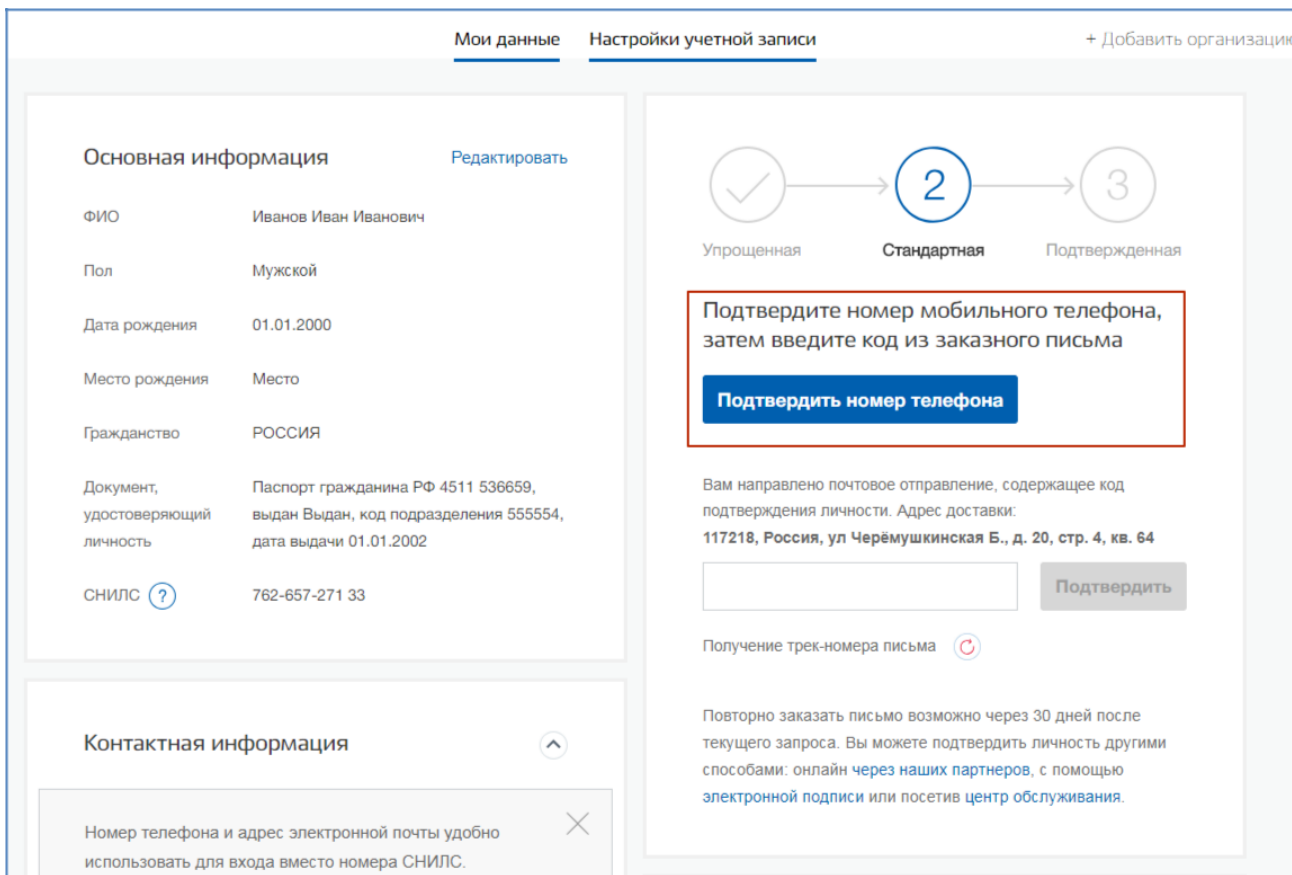 Мои данные Настройки учетной записи + Добавить организацию
Основная информация Редактировать
ФИО Иванов Иван Иванович
Пол Мужской
Дата рождения 01.01.2000
Место рождения Место
Гражданство РОССИЯ
Документ, удостоверяющий личность
Паспорт гражданина РФ 4511 536659,
выдан Выдан, код подразделения 555554,
дата выдачи 01.01.2002
СНИЛС ? 762-657-271 33
Контактная информация
Номер телефона и адрес электронной почты удобно
использовать для входа вместо номера СНИЛС.
2 3
Упрощенная Стандартная Подтвержденная
Подтвердите номер мобильного телефона,
затем введите код из заказного письма
Подтвердить номер телефона
Вам направлено почтовое отправление, содержащее код
подтверждения личности. Адрес доставки:
117218, Россия, ул Черёмушкинская Б., д. 20, стр. 4, кв. 64
Подтвердить
Получение трек-номера письма
Повторно заказать письмо возможно через 30 дней после
текущего запроса. Вы можете подтвердить личность другими
способами: онлайн через наших партнеров, с помощью
электронной подписи или посетив центр обслуживания.